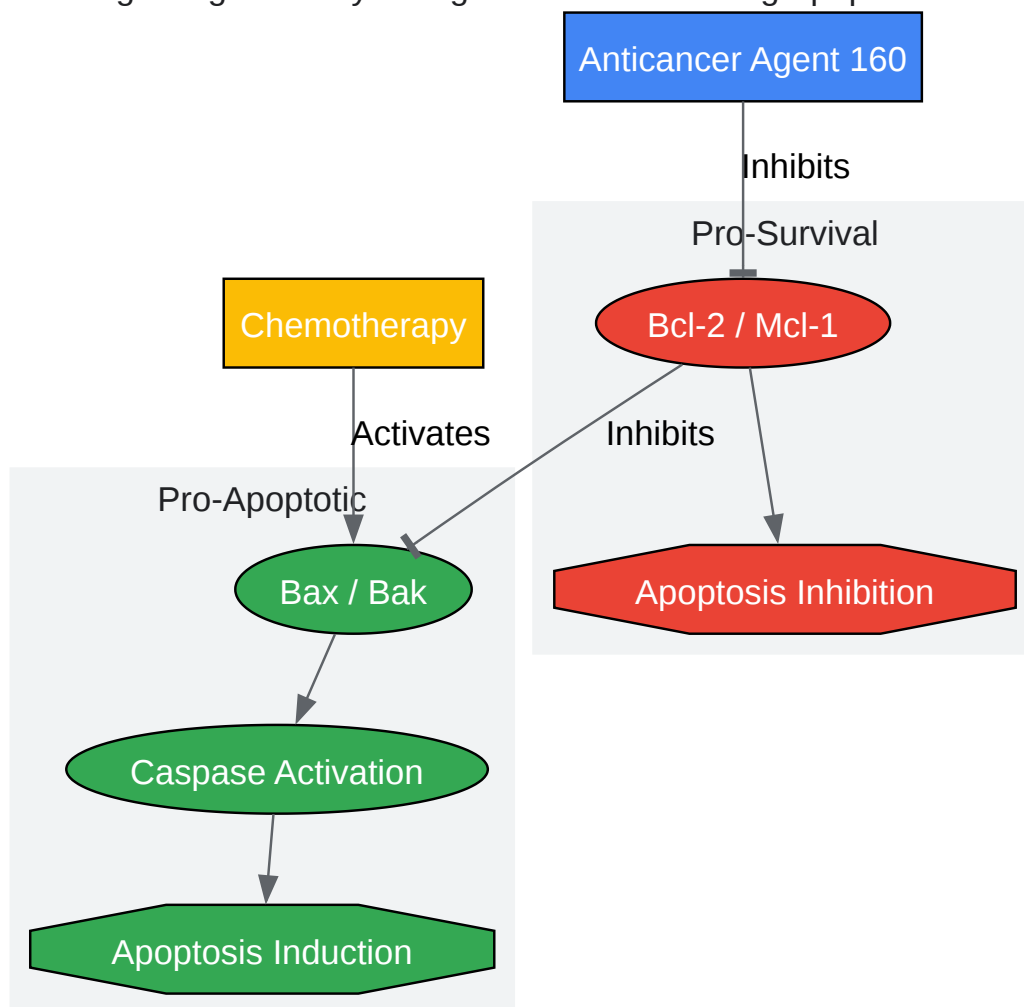 Anticancer Agent 160
Inhibits
Pro-Survival
Chemotherapy
Bcl-2 / Mcl-1
Activates
Inhibits
Pro-Apoptotic
Bax / Bak
Apoptosis Inhibition
Caspase Activation
Apoptosis Induction